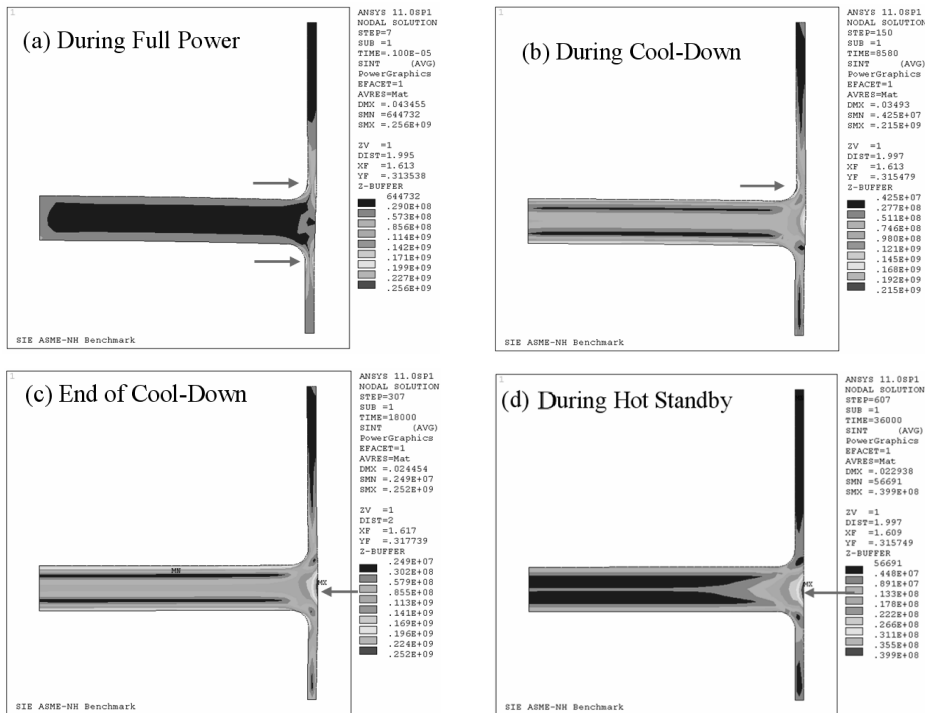 1
(a) During Full Power
ANSYS 11.0SP1
NODAL SOLUTION
STEP=7
SUB =1
TIME=.100E-05
SINT (AVG)
PowerGraphics
EFACET=1
AVRES=Mat
DMX =.043455
SMN =644732
SMX =.256E+09
ZV =1
DIST=1.995
XF =1.613
YF =.313538
Z-BUFFER
644732
.290E+08
.573E+08
.856E+08
.114E+09
.142E+09
.171E+09
.199E+09
.227E+09
.256E+09
SIE ASME-NH Benchmark
1
(b) During Cool-Down
ANSYS 11.0SP1
NODAL SOLUTION
STEP=150
SUB =1
TIME=8580
SINT (AVG)
PowerGraphics
EFACET=1
AVRES=Mat
DMX =.03493
SMN =.425E+07
SMX =.215E+09
ZV =1
DIST=1.997
XF =1.613
YF =.315479
Z-BUFFER
.425E+07
.277E+08
.511E+08
.746E+08
.980E+08
.121E+09
.145E+09
.168E+09
.192E+09
.215E+09
SIE ASME-NH Benchmark
1
(c) End of Cool-Down
MN
MX
ANSYS 11.0SP1
NODAL SOLUTION
STEP=307
SUB =1
TIME=18000
SINT (AVG)
PowerGraphics
EFACET=1
AVRES=Mat
DMX =.024454
SMN =.249E+07
SMX =.252E+09
ZV =1
DIST=2
XF =1.617
YF =.317739
Z-BUFFER
.249E+07
.302E+08
.579E+08
.855E+08
.113E+09
.141E+09
.169E+09
.196E+09
.224E+09
.252E+09
SIE ASME-NH Benchmark
1
(d) During Hot Standby
MX
ANSYS 11.0SP1
NODAL SOLUTION
STEP=607
SUB =1
TIME=36000
SINT (AVG)
PowerGraphics
EFACET=1
AVRES=Mat
DMX =.022938
SMN =56691
SMX =.399E+08
ZV =1
DIST=1.997
XF =1.609
YF =.315749
Z-BUFFER
56691
.448E+07
.891E+07
.133E+08
.178E+08
.222E+08
.266E+08
.311E+08
.355E+08
.399E+08
SIE ASME-NH Benchmark